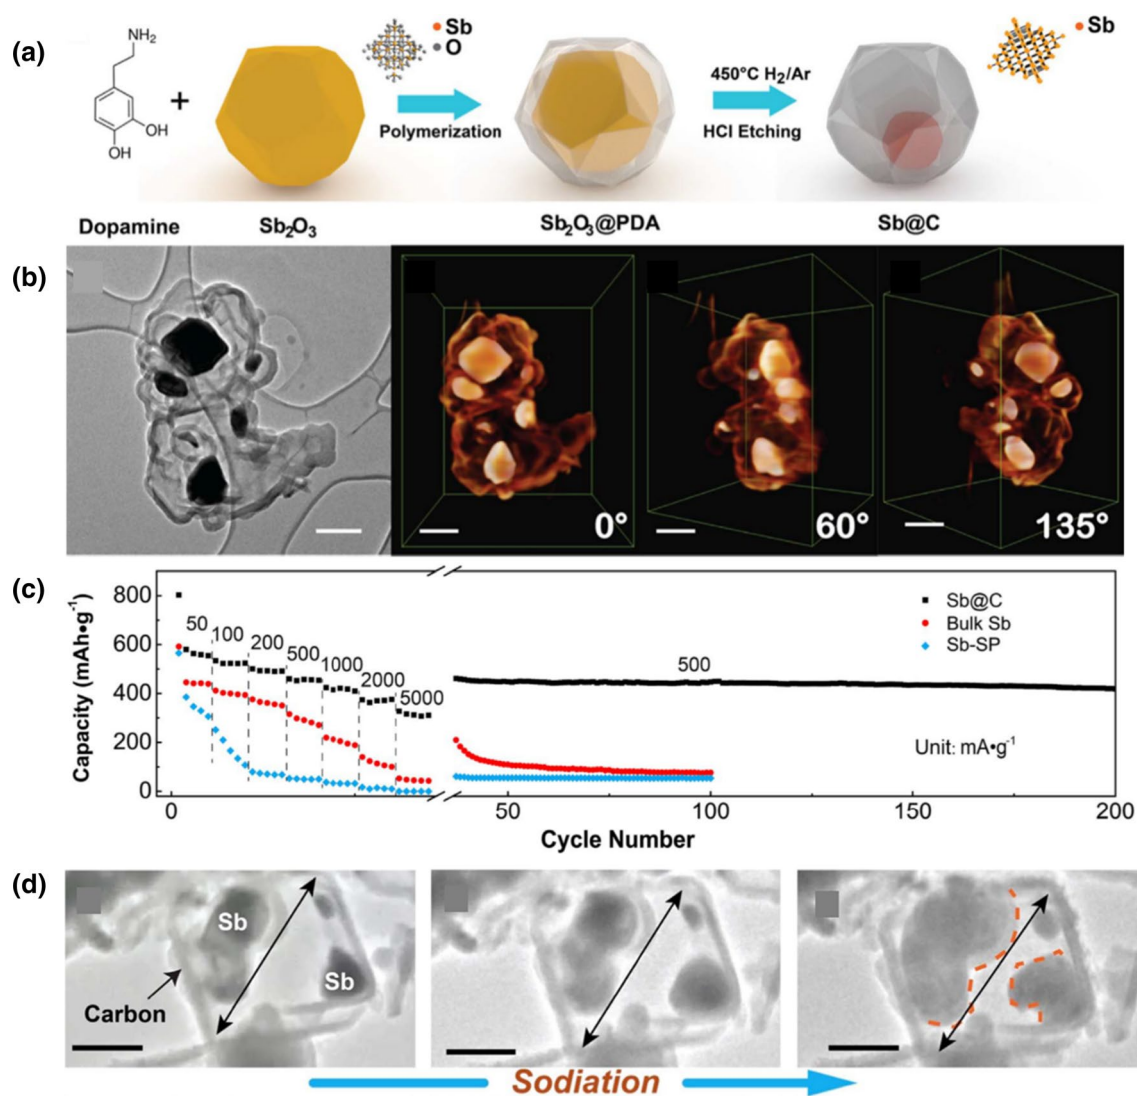 (a)
NH2
OH
OH
+
Sb
O
Polymerization
450°C H2/Ar
HCl Etching
Sb
Dopamine
Sb2O3
Sb2O3@PDA
Sb@C
(b)
0°
60°
135°
(c)
Capacity (mAh•g-1)
800
600
400
200
0
50
100
200
500
1000
2000
5000
500
Sb@C
Bulk Sb
Sb-SP
Unit: mA•g-1
0
50
100
150
200
Cycle Number
(d)
Sb
Sb
Carbon
Sodiation